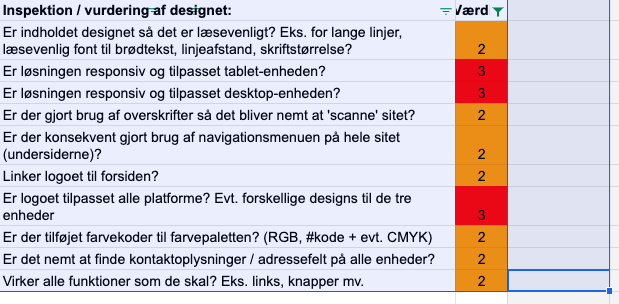 Inspektion / vurdering af designet: Værd
Er indholdet designet så det er læsevenligt? Eks. for lange linjer,
læsevenlig font til brødtekst, linjeafstand, skriftstørrelse? 2
Er løsningen responsiv og tilpasset tablet-enheden? 3
Er løsningen responsiv og tilpasset desktop-enheden? 3
Er der gjort brug af overskrifter så det bliver nemt at 'scanne' sitet? 2
Er der konsekvent gjort brug af navigationsmenuen på hele sitet
(undersiderne)? 2
Linker logoet til forsiden? 2
Er logoet tilpasset alle platforme? Evt. forskellige designs til de tre
enheder 3
Er der tilføjet farvekoder til farvepaletten? (RGB, #kode + evt. CMYK) 2
Er det nemt at finde kontaktoplysninger / adressefelt på alle enheder? 2
Virker alle funktioner som de skal? Eks. links, knapper mv. 2